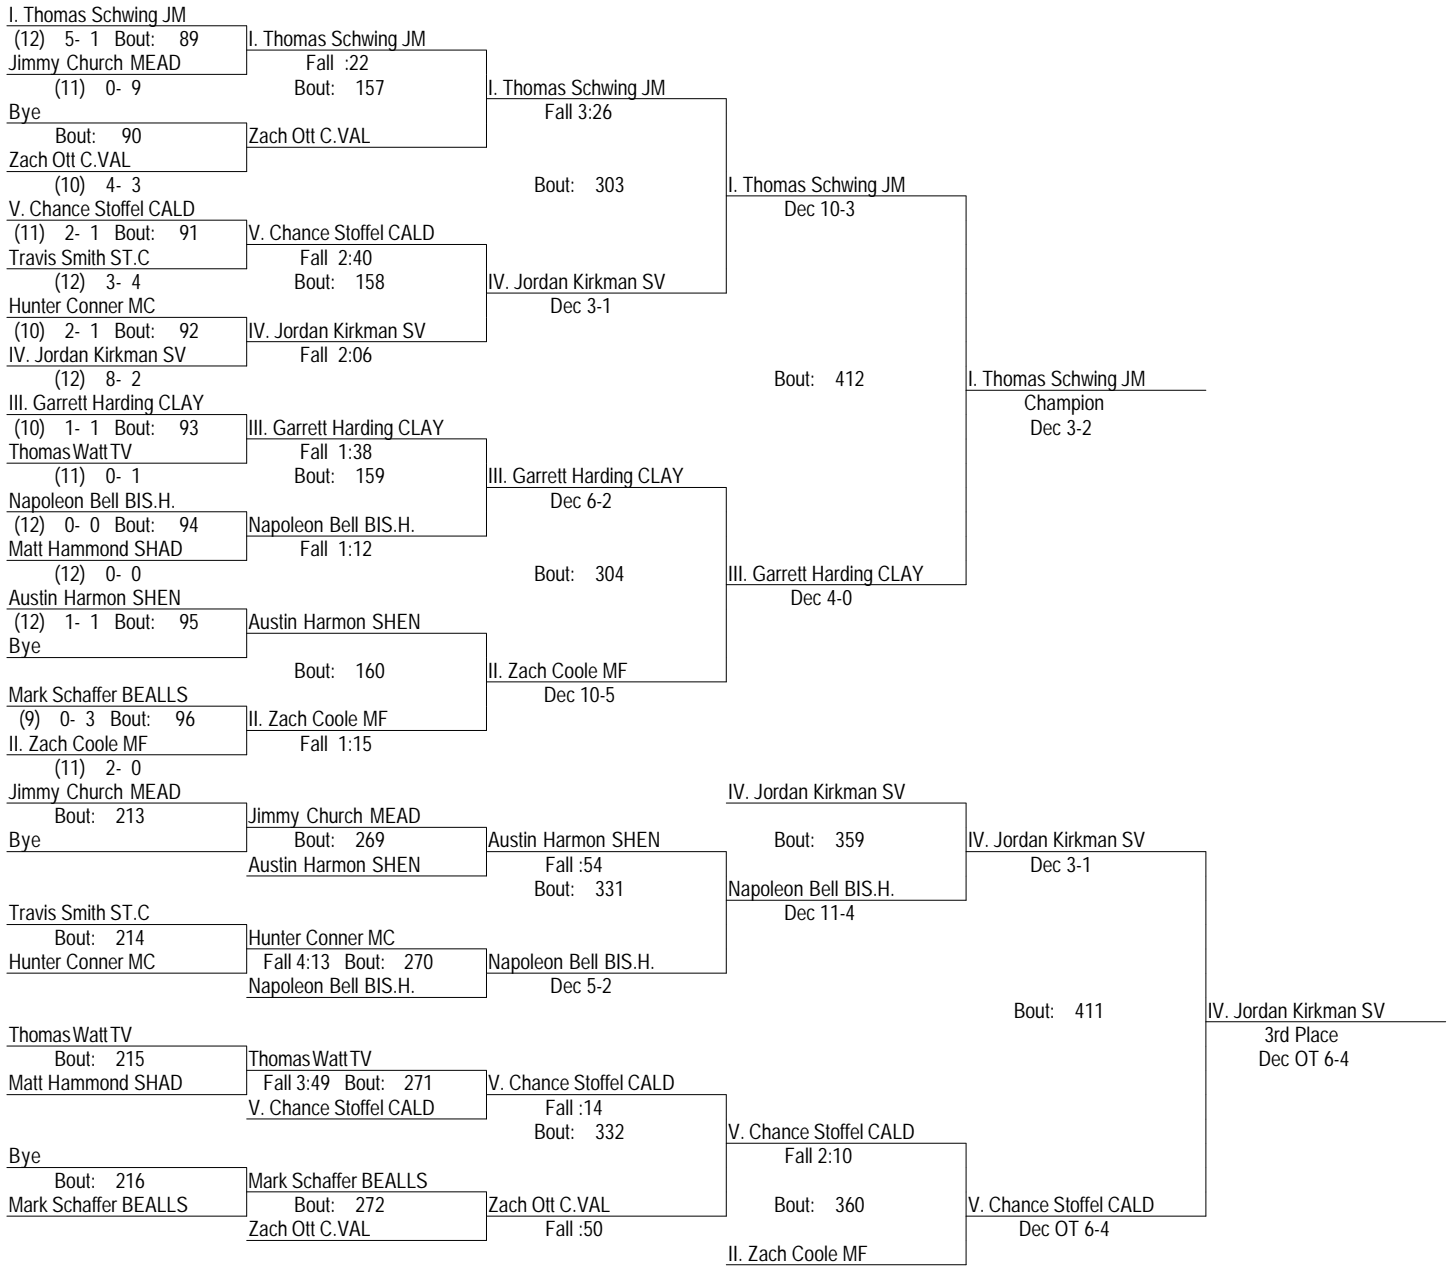 I. Thomas Schwing JM
(12) 5- 1 Bout: 89
I. Thomas Schwing JM
Jimmy Church MEAD
Fall :22
(11) 0- 9
Bout: 157
I. Thomas Schwing JM
Bye
Fall 3:26
Bout: 90
Zach Ott C.VAL
Zach Ott C.VAL
(10) 4- 3
Bout: 303
I. Thomas Schwing JM
V. Chance Stoffel CALD
Dec 10-3
(11) 2- 1 Bout: 91
V. Chance Stoffel CALD
Travis Smith ST.C
Fall 2:40
(12) 3- 4
Bout: 158
IV. Jordan Kirkman SV
Hunter Conner MC
Dec 3-1
(10) 2- 1 Bout: 92
IV. Jordan Kirkman SV
IV. Jordan Kirkman SV
Fall 2:06
(12) 8- 2
Bout: 412
I. Thomas Schwing JM
III. Garrett Harding CLAY
Champion
(10) 1- 1 Bout: 93
III. Garrett Harding CLAY
Dec 3-2
Thomas Watt TV
Fall 1:38
(11) 0- 1
Bout: 159
III. Garrett Harding CLAY
Napoleon Bell BIS.H.
Dec 6-2
(12) 0- 0 Bout: 94
Napoleon Bell BIS.H.
Matt Hammond SHAD
Fall 1:12
(12) 0- 0
Bout: 304
III. Garrett Harding CLAY
Austin Harmon SHEN
Dec 4-0
(12) 1- 1 Bout: 95
Austin Harmon SHEN
Bye
Bout: 160
II. Zach Coole MF
Mark Schaffer BEALLS
Dec 10-5
(9) 0- 3 Bout: 96
II. Zach Coole MF
II. Zach Coole MF
Fall 1:15
(11) 2- 0
Jimmy Church MEAD
IV. Jordan Kirkman SV
Bout: 213
Jimmy Church MEAD
Bye
Bout: 269
Austin Harmon SHEN
Bout: 359
IV. Jordan Kirkman SV
Austin Harmon SHEN
Fall :54
Dec 3-1
Bout: 331
Napoleon Bell BIS.H.
Travis Smith ST.C
Dec 11-4
Bout: 214
Hunter Conner MC
Hunter Conner MC
Fall 4:13 Bout: 270
Napoleon Bell BIS.H.
Napoleon Bell BIS.H.
Dec 5-2
Bout: 411
IV. Jordan Kirkman SV
Thomas Watt TV
3rd Place
Bout: 215
Thomas Watt TV
Dec OT 6-4
Matt Hammond SHAD
Fall 3:49 Bout: 271
V. Chance Stoffel CALD
V. Chance Stoffel CALD
Fall :14
Bout: 332
V. Chance Stoffel CALD
Bye
Fall 2:10
Bout: 216
Mark Schaffer BEALLS
Mark Schaffer BEALLS
Bout: 272
Zach Ott C.VAL
Bout: 360
V. Chance Stoffel CALD
Zach Ott C.VAL
Fall :50
Dec OT 6-4
II. Zach Coole MF